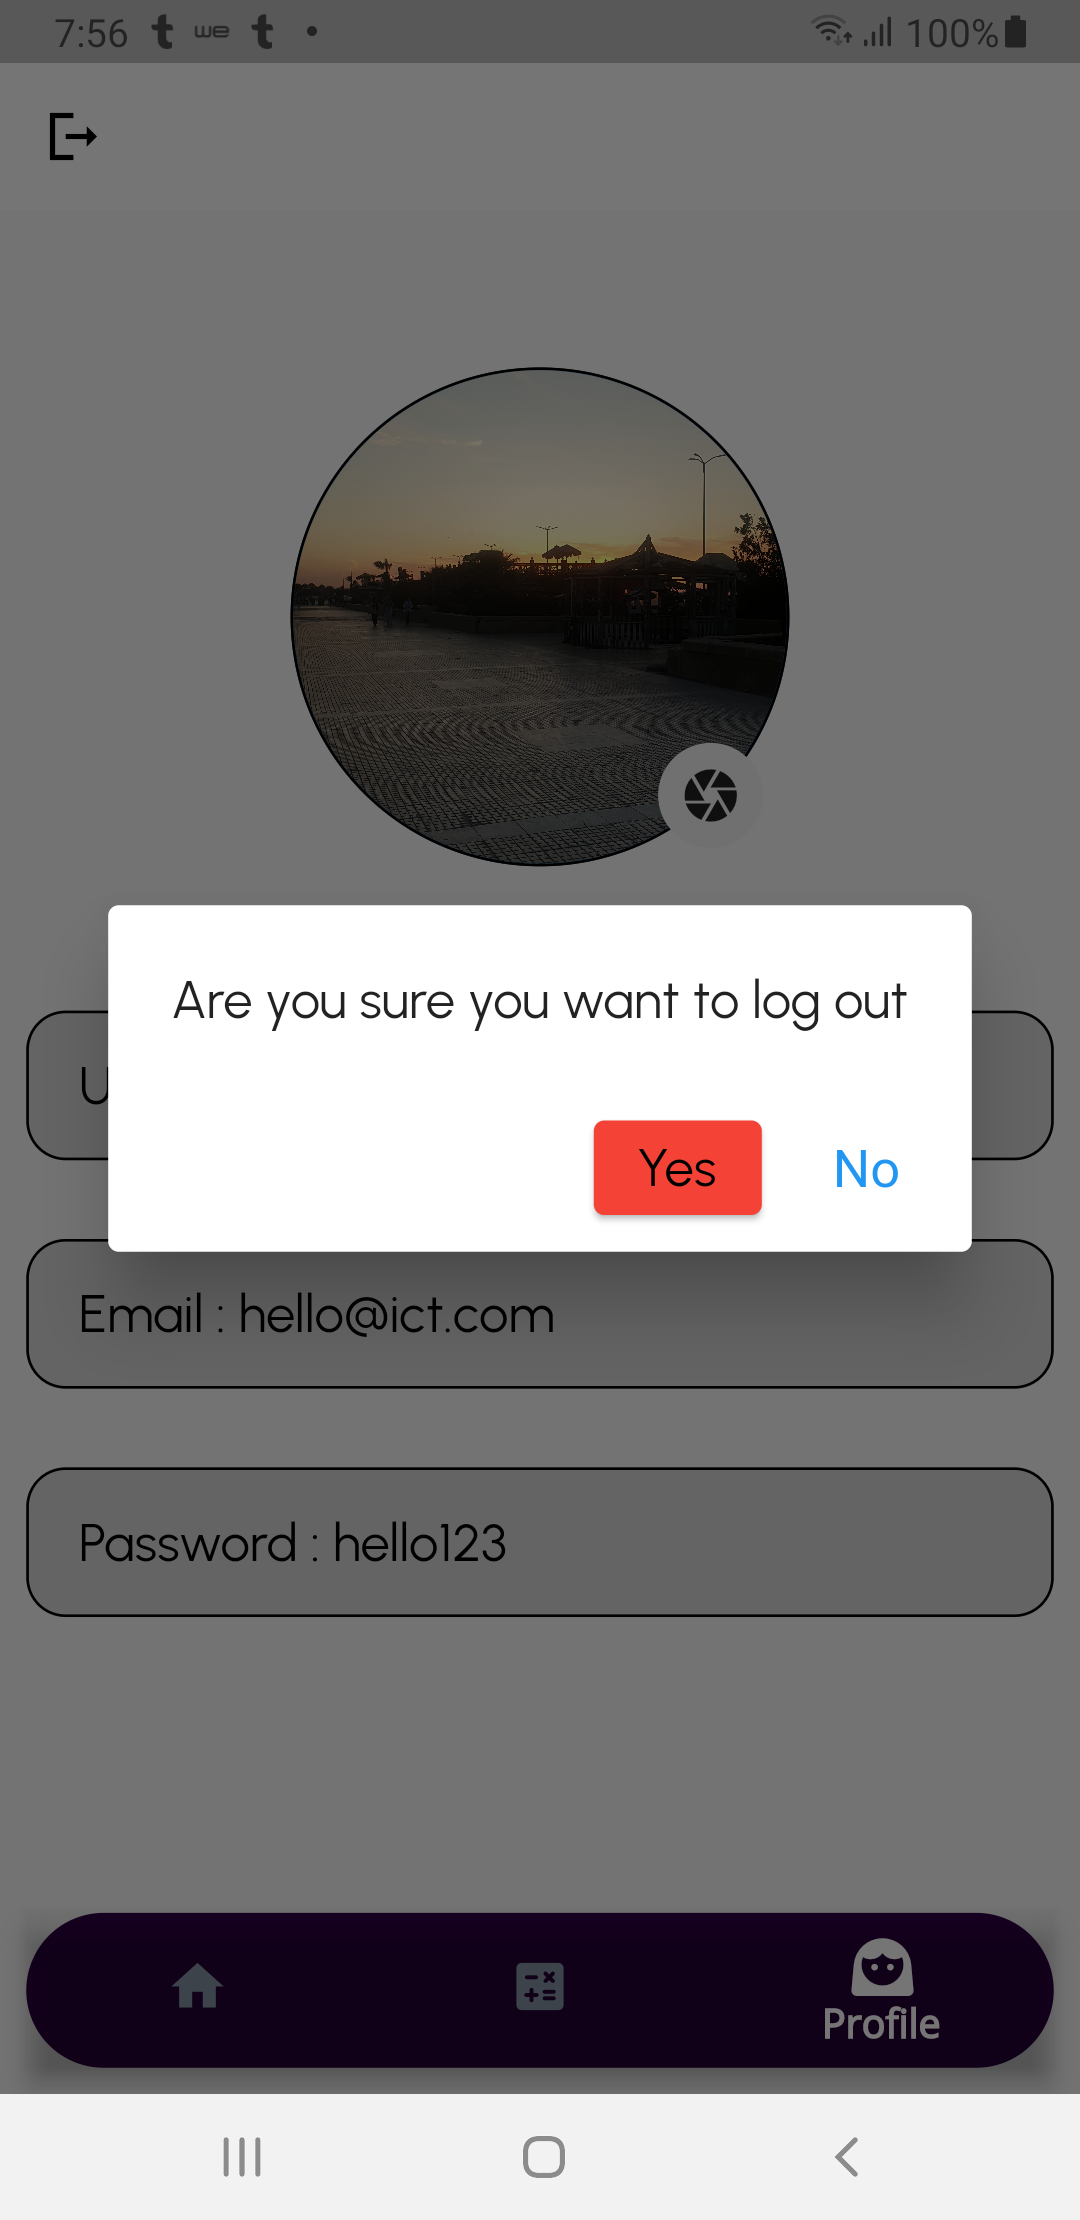 7:56 t we t • 100%
Are you sure you want to log out
U
Yes No
Email : hello@ict.com
Password : hello123
Profile